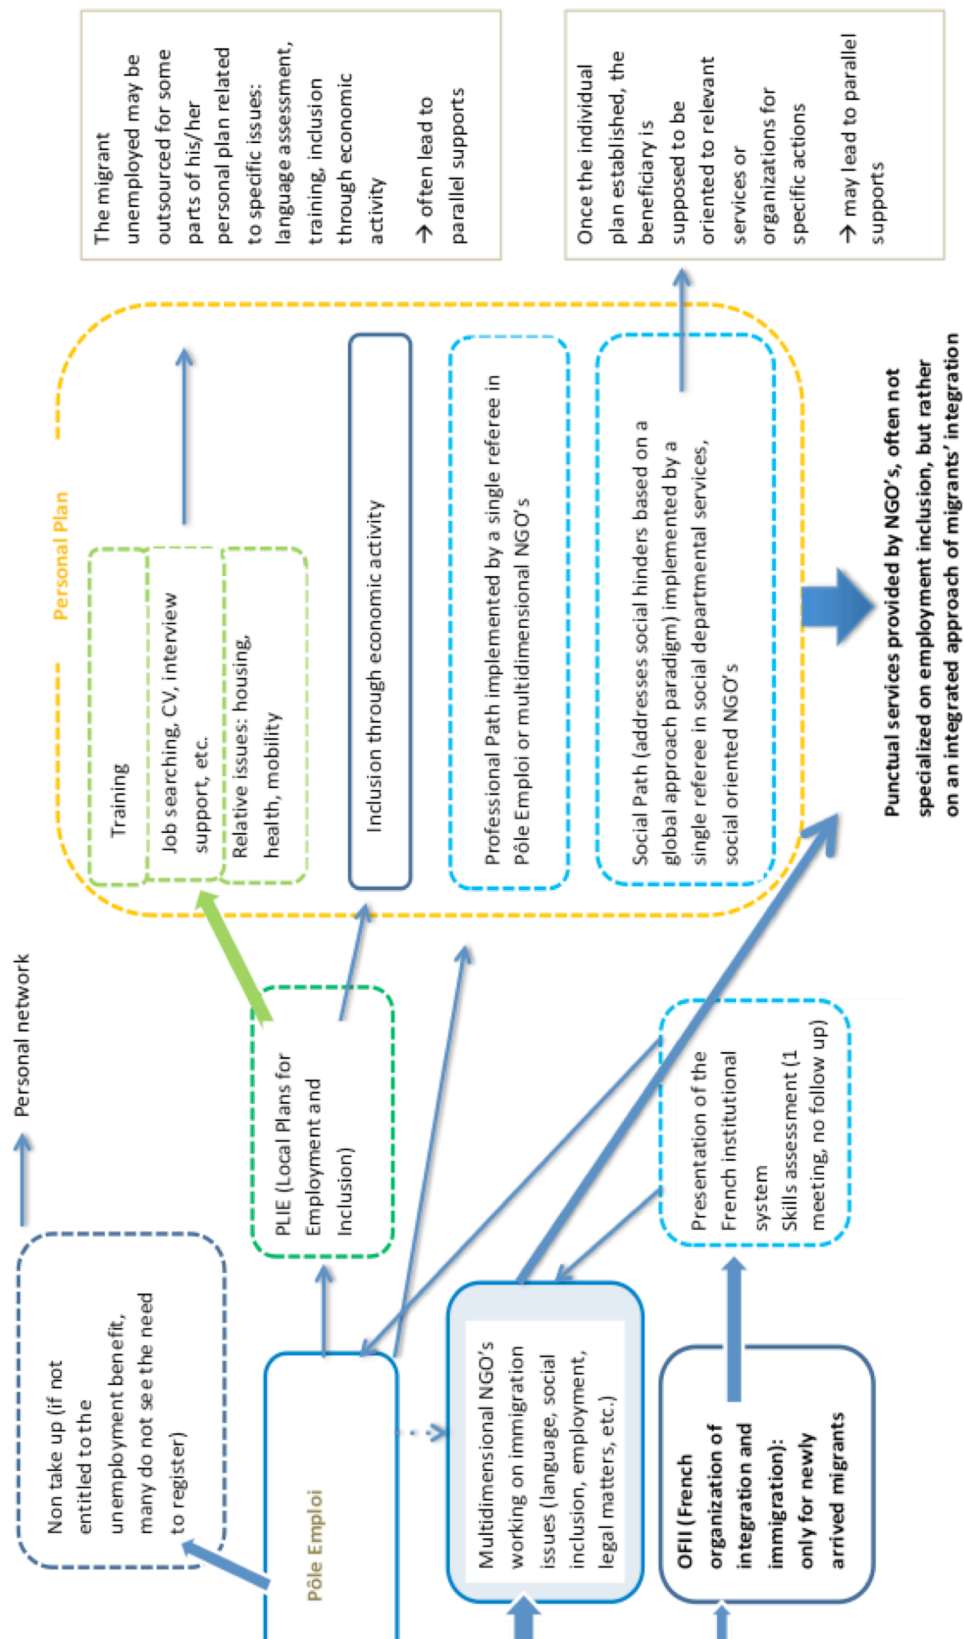 Non take up (if not
entitled to the
unemployment benefit,
many do not see the need
to register)
Personal network
Pôle Emploi
PLIE (Local Plans for
Employment and
Inclusion)
Multidimensional NGO's
working on immigration
issues (language, social
inclusion, employment,
legal matters, etc.)
OFII (French
organization of
integration and
immigration):
only for newly
arrived migrants
Presentation of the
French institutional
system
Skills assessment (1
meeting, no follow up)
Personal Plan
Training
Job searching, CV, interview
support, etc.
Relative issues: housing,
health, mobility
Inclusion through economic activity
Professional Path implemented by a single referee in
Pôle Emploi or multidimensional NGO's
Social Path (addresses social hinders based on a
global approach paradigm) implemented by a
single referee in social departmental services,
social oriented NGO's
Punctual services provided by NGO's, often not
specialized on employment inclusion, but rather
on an integrated approach of migrants' integration
The migrant
unemployed may be
outsourced for some
parts of his/her
personal plan related
to specific issues:
language assessment,
training, inclusion
through economic
activity
→ often lead to
parallel supports
Once the individual
plan established, the
beneficiary is
supposed to be
oriented to relevant
services or
organizations for
specific actions
→ may lead to parallel
supports